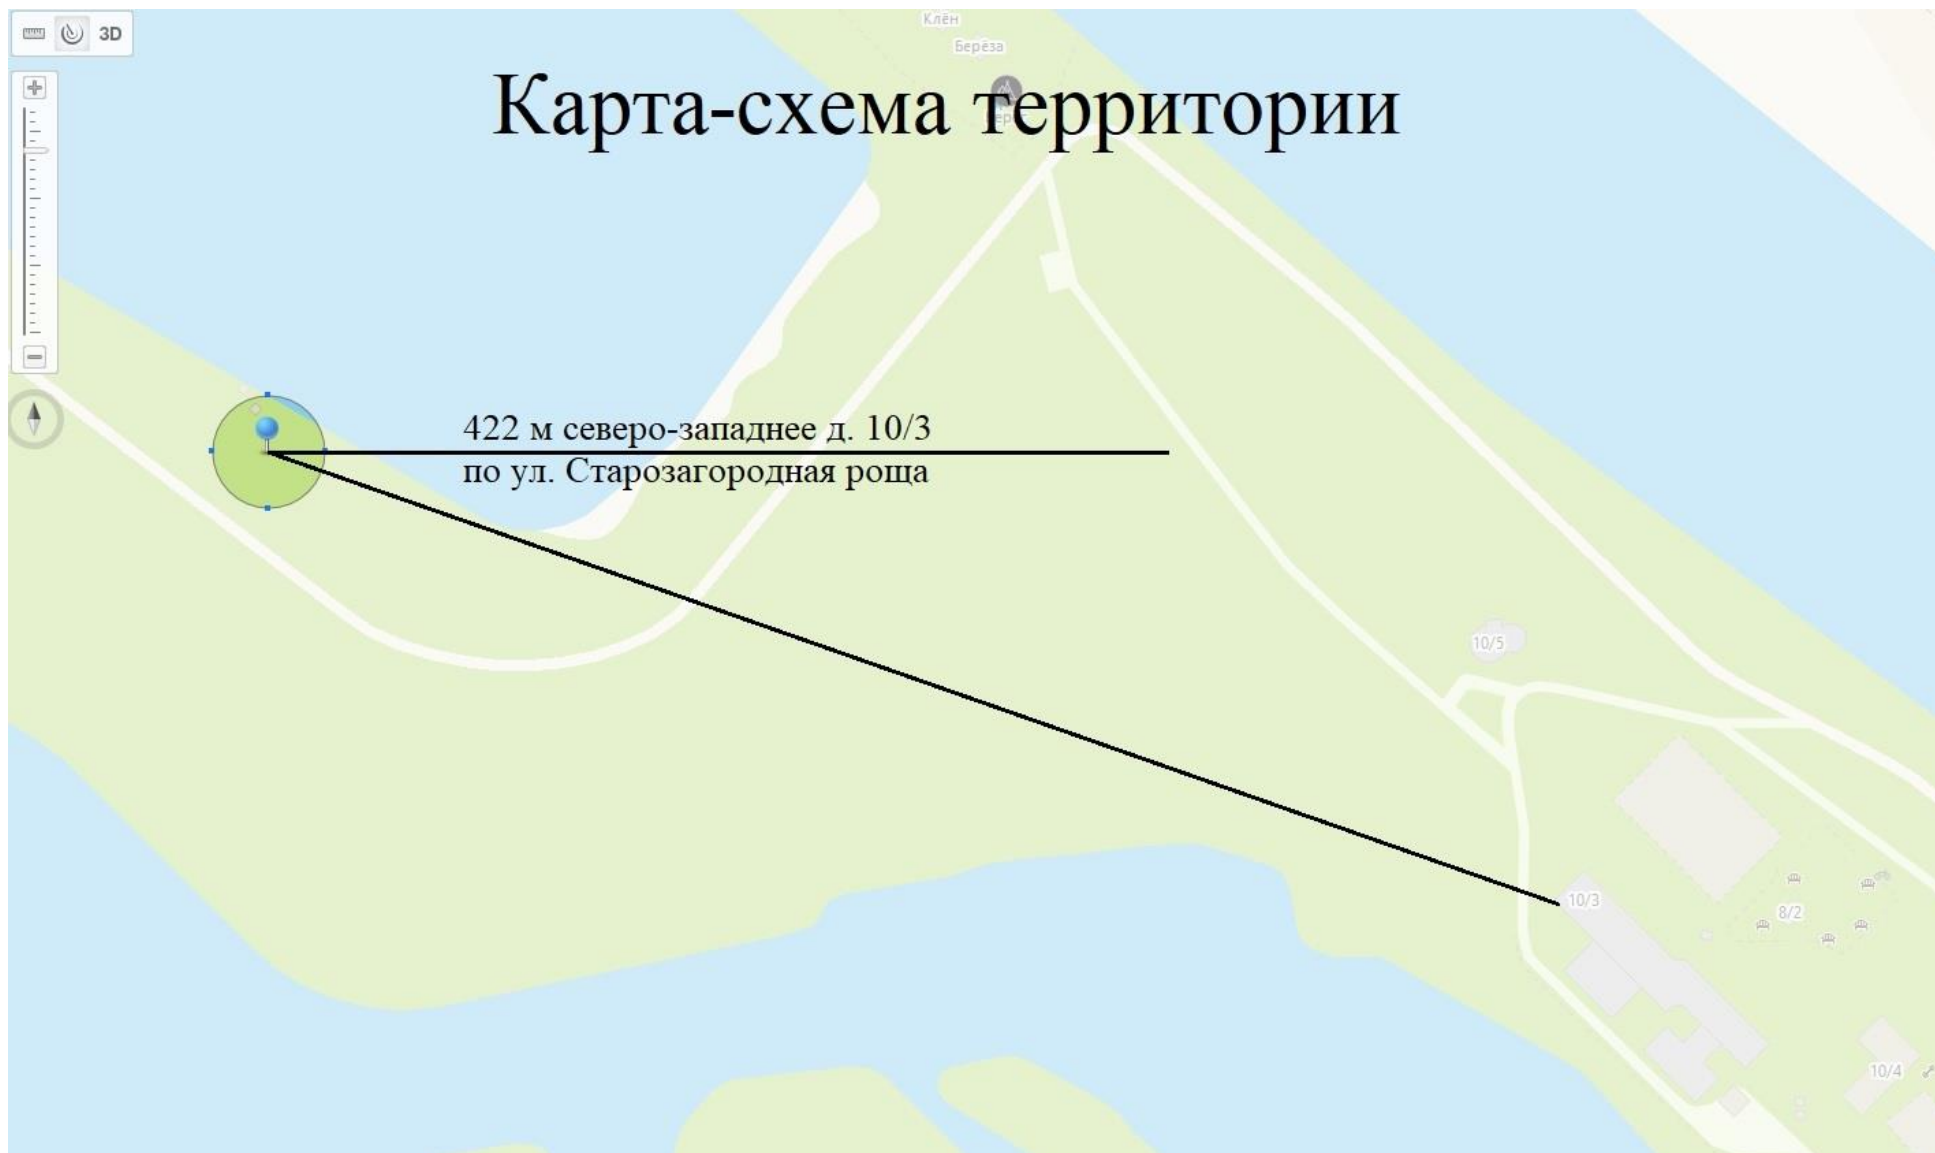 3D
Клён
Берёза
Карта-схема территории
422 м северо-западнее д. 10/3
по ул. Старозагородная роща
10/5
10/3
8/2
10/4